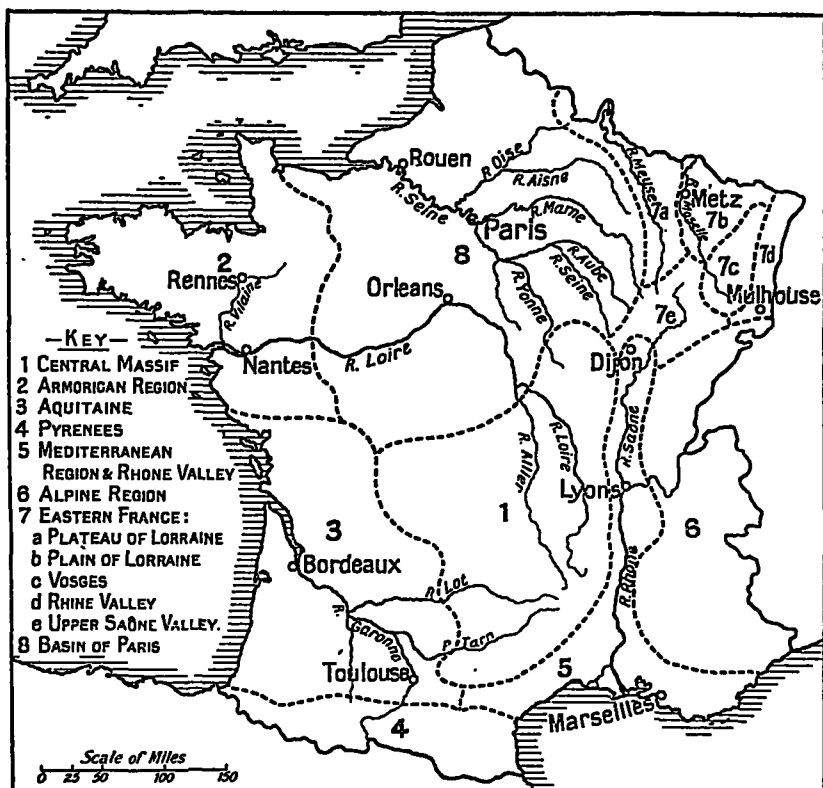 Rouen
R. Oise
R. Aisne
R. Meuse
7a
Metz
R. Moselle
7b
R. Seine
Paris
R. Marne
7c
7d
2
8
Rennes
R. Vilaine
Orleans
R. Aube
R. Seine
R. Yonne
7e
Mulhouse
Nantes
R. Loire
Dijon
—KEY—
1 CENTRAL MASSIF
2 ARMORICAN REGION
3 AQUITAINE
4 PYRENEES
5 MEDITERRANEAN
REGION & RHONE VALLEY
6 ALPINE REGION
7 EASTERN FRANCE:
a PLATEAU OF LORRAINE
b PLAIN OF LORRAINE
c VOSGES
d RHINE VALLEY
e UPPER SAÔNE VALLEY.
8 BASIN OF PARIS
R. Allier
R. Loire
R. Saône
Lyons
1
6
3
Bordeaux
R. Lot
R. Rhone
R. Garonne
R. Tarn
Toulouse
5
Marseilles
4
Scale of Miles
0 25 50 100 150